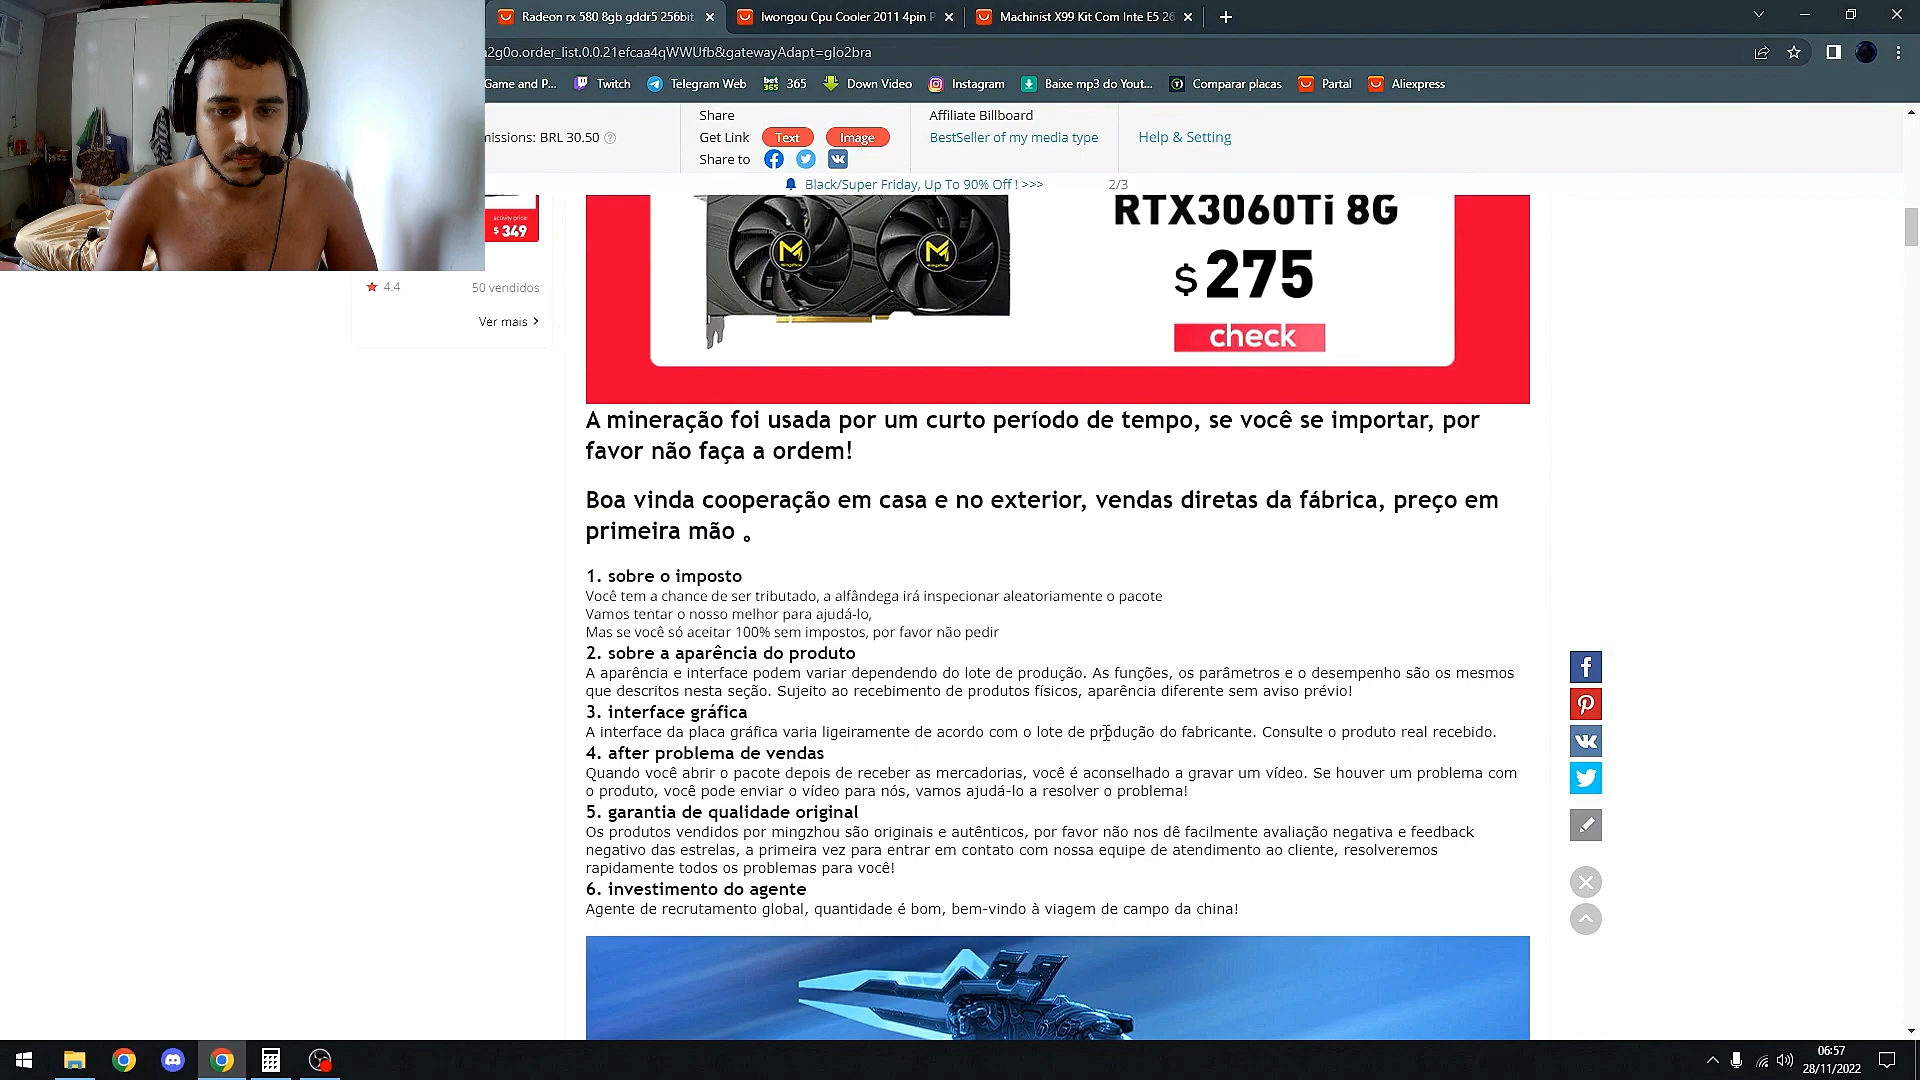 Radeon rx 580 8gb gddr5 256bit
Iwongou Cpu Cooler 2011 4pin P
Machinist X99 Kit Com Inte E5 26
2g0o.order_list.0.0.21efcaa4qWWUfb&gatewayAdapt=glo2bra
Game and P...
Twitch
Telegram Web
bet365
365
Down Video
Instagram
Baixe mp3 do Yout...
Comparar placas
Partal
Aliexpress
missions: BRL 30.50
Share
Get Link Text Image
Share to
Affiliate Billboard
BestSeller of my media type
Help & Setting
Black/Super Friday, Up To 90% Off ! >>>
2/3
activity price:
$ 349
4.4
50 vendidos
Ver mais
RTX3060Ti 8G
$275
check
A mineração foi usada por um curto período de tempo, se você se importar, por
favor não faça a ordem!
Boa vinda cooperação em casa e no exterior, vendas diretas da fábrica, preço em
primeira mão 。
1. sobre o imposto
Você tem a chance de ser tributado, a alfândega irá inspecionar aleatoriamente o pacote
Vamos tentar o nosso melhor para ajudá-lo,
Mas se você só aceitar 100% sem impostos, por favor não pedir
2. sobre a aparência do produto
A aparência e interface podem variar dependendo do lote de produção. As funções, os parâmetros e o desempenho são os mesmos
que descritos nesta seção. Sujeito ao recebimento de produtos físicos, aparência diferente sem aviso prévio!
3. interface gráfica
A interface da placa gráfica varia ligeiramente de acordo com o lote de produção do fabricante. Consulte o produto real recebido.
4. after problema de vendas
Quando você abrir o pacote depois de receber as mercadorias, você é aconselhado a gravar um vídeo. Se houver um problema com
o produto, você pode enviar o vídeo para nós, vamos ajudá-lo a resolver o problema!
5. garantia de qualidade original
Os produtos vendidos por mingzhou são originais e autênticos, por favor não nos dê facilmente avaliação negativa e feedback
negativo das estrelas, a primeira vez para entrar em contato com nossa equipe de atendimento ao cliente, resolveremos
rapidamente todos os problemas para você!
6. investimento do agente
Agente de recrutamento global, quantidade é bom, bem-vindo à viagem de campo da china!
06:57
28/11/2022